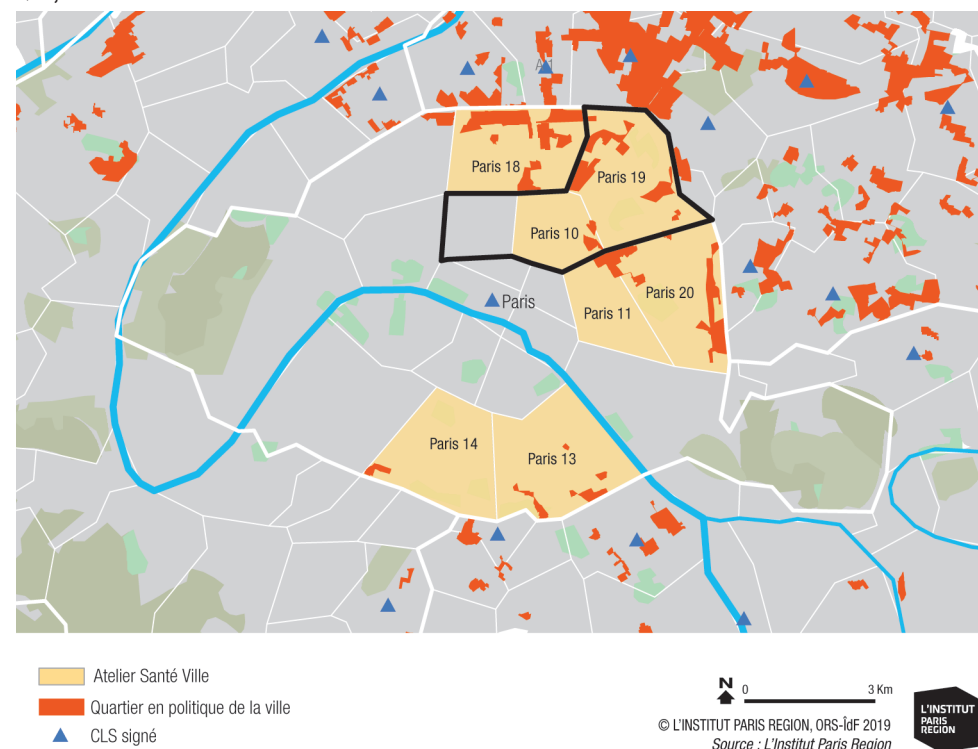 Paris 18
Paris 19
Paris 10
Paris 20
Paris
Paris 11
Paris 14
Paris 13
Atelier Santé Ville
Quartier en politique de la ville
CLS signé
N
0
3 Km
© L'INSTITUT PARIS REGION, ORS-îdF 2019
Source : L'Institut Paris Region
L'INSTITUT
PARIS
REGION